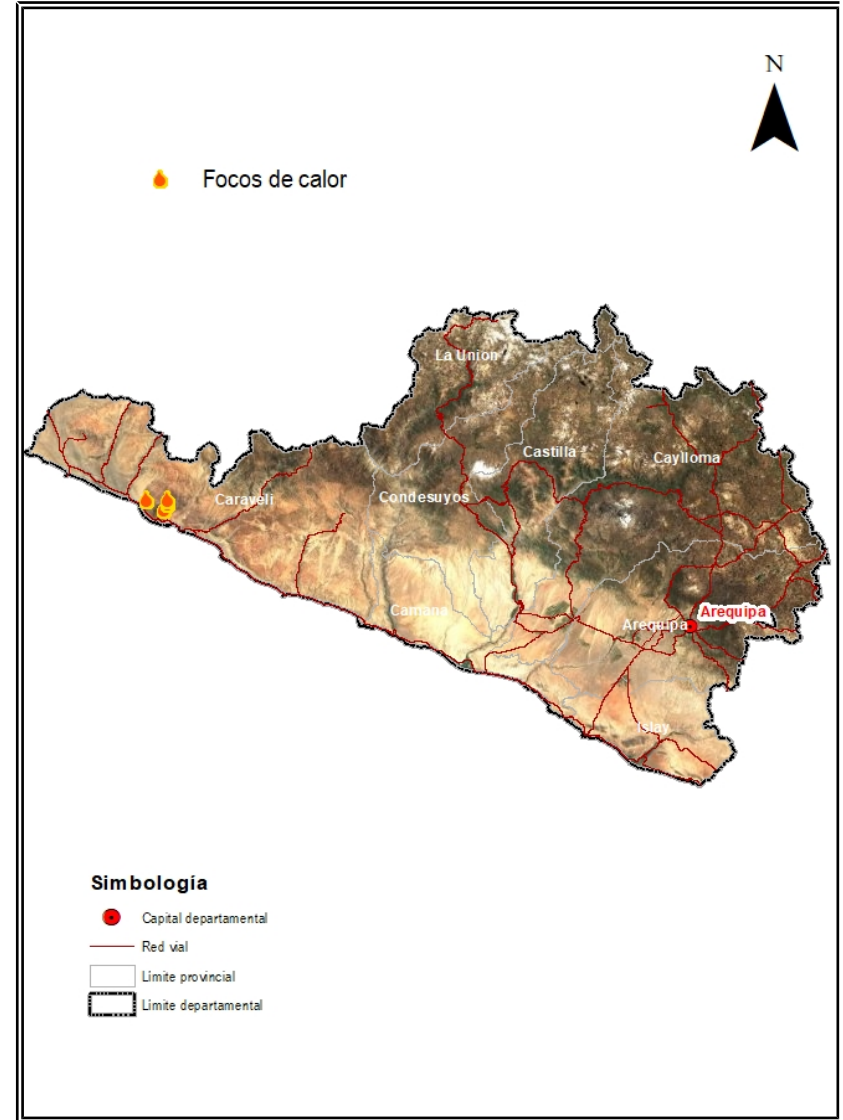 N
Focos de calor
La Union
Castilla
Caylloma
Caraveli
Condesuyos
Camana
Arequipa
Arequipa
Islay
Simbología
Capital departamental
Red vial
Limite provincial
Limite departamental